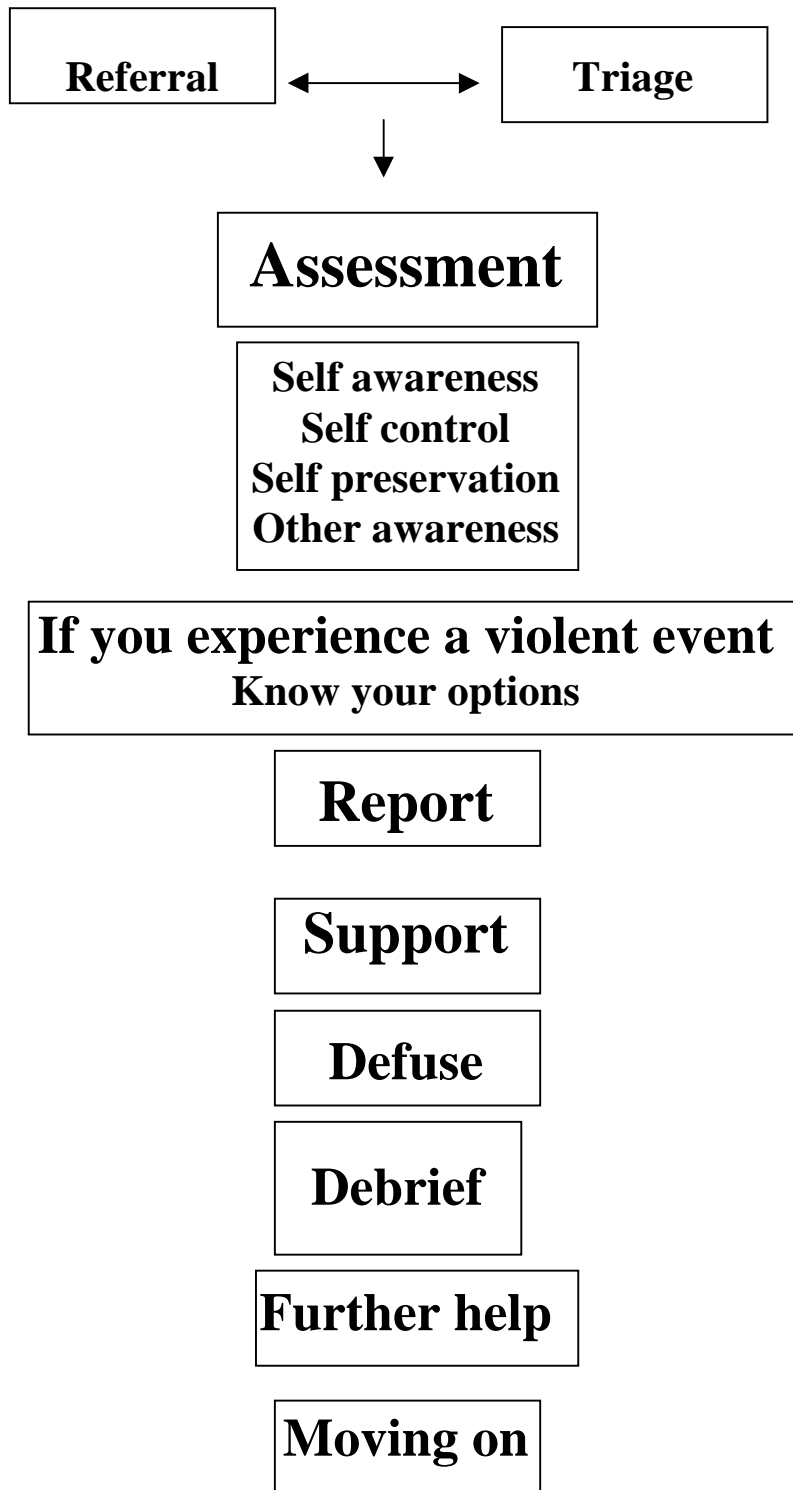 Referral
Triage
Assessment
Self awareness
Self control
Self preservation
Other awareness
If you experience a violent event
Know your options
Report
Support
Defuse
Debrief
Further help
Moving on